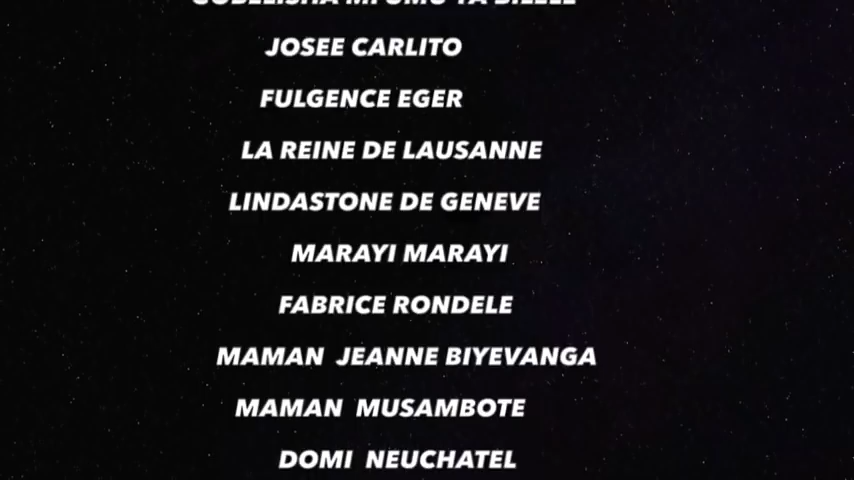 JOSEE CARLITO
FULGENCE EGER
LA REINE DE LAUSANNE
LINDASTONE DE GENEVE
MARAYI MARAYI
FABRICE RONDELE
MAMAN JEANNE BIYEVANGA
MAMAN MUSAMBOTE
DOMI NEUCHATEL